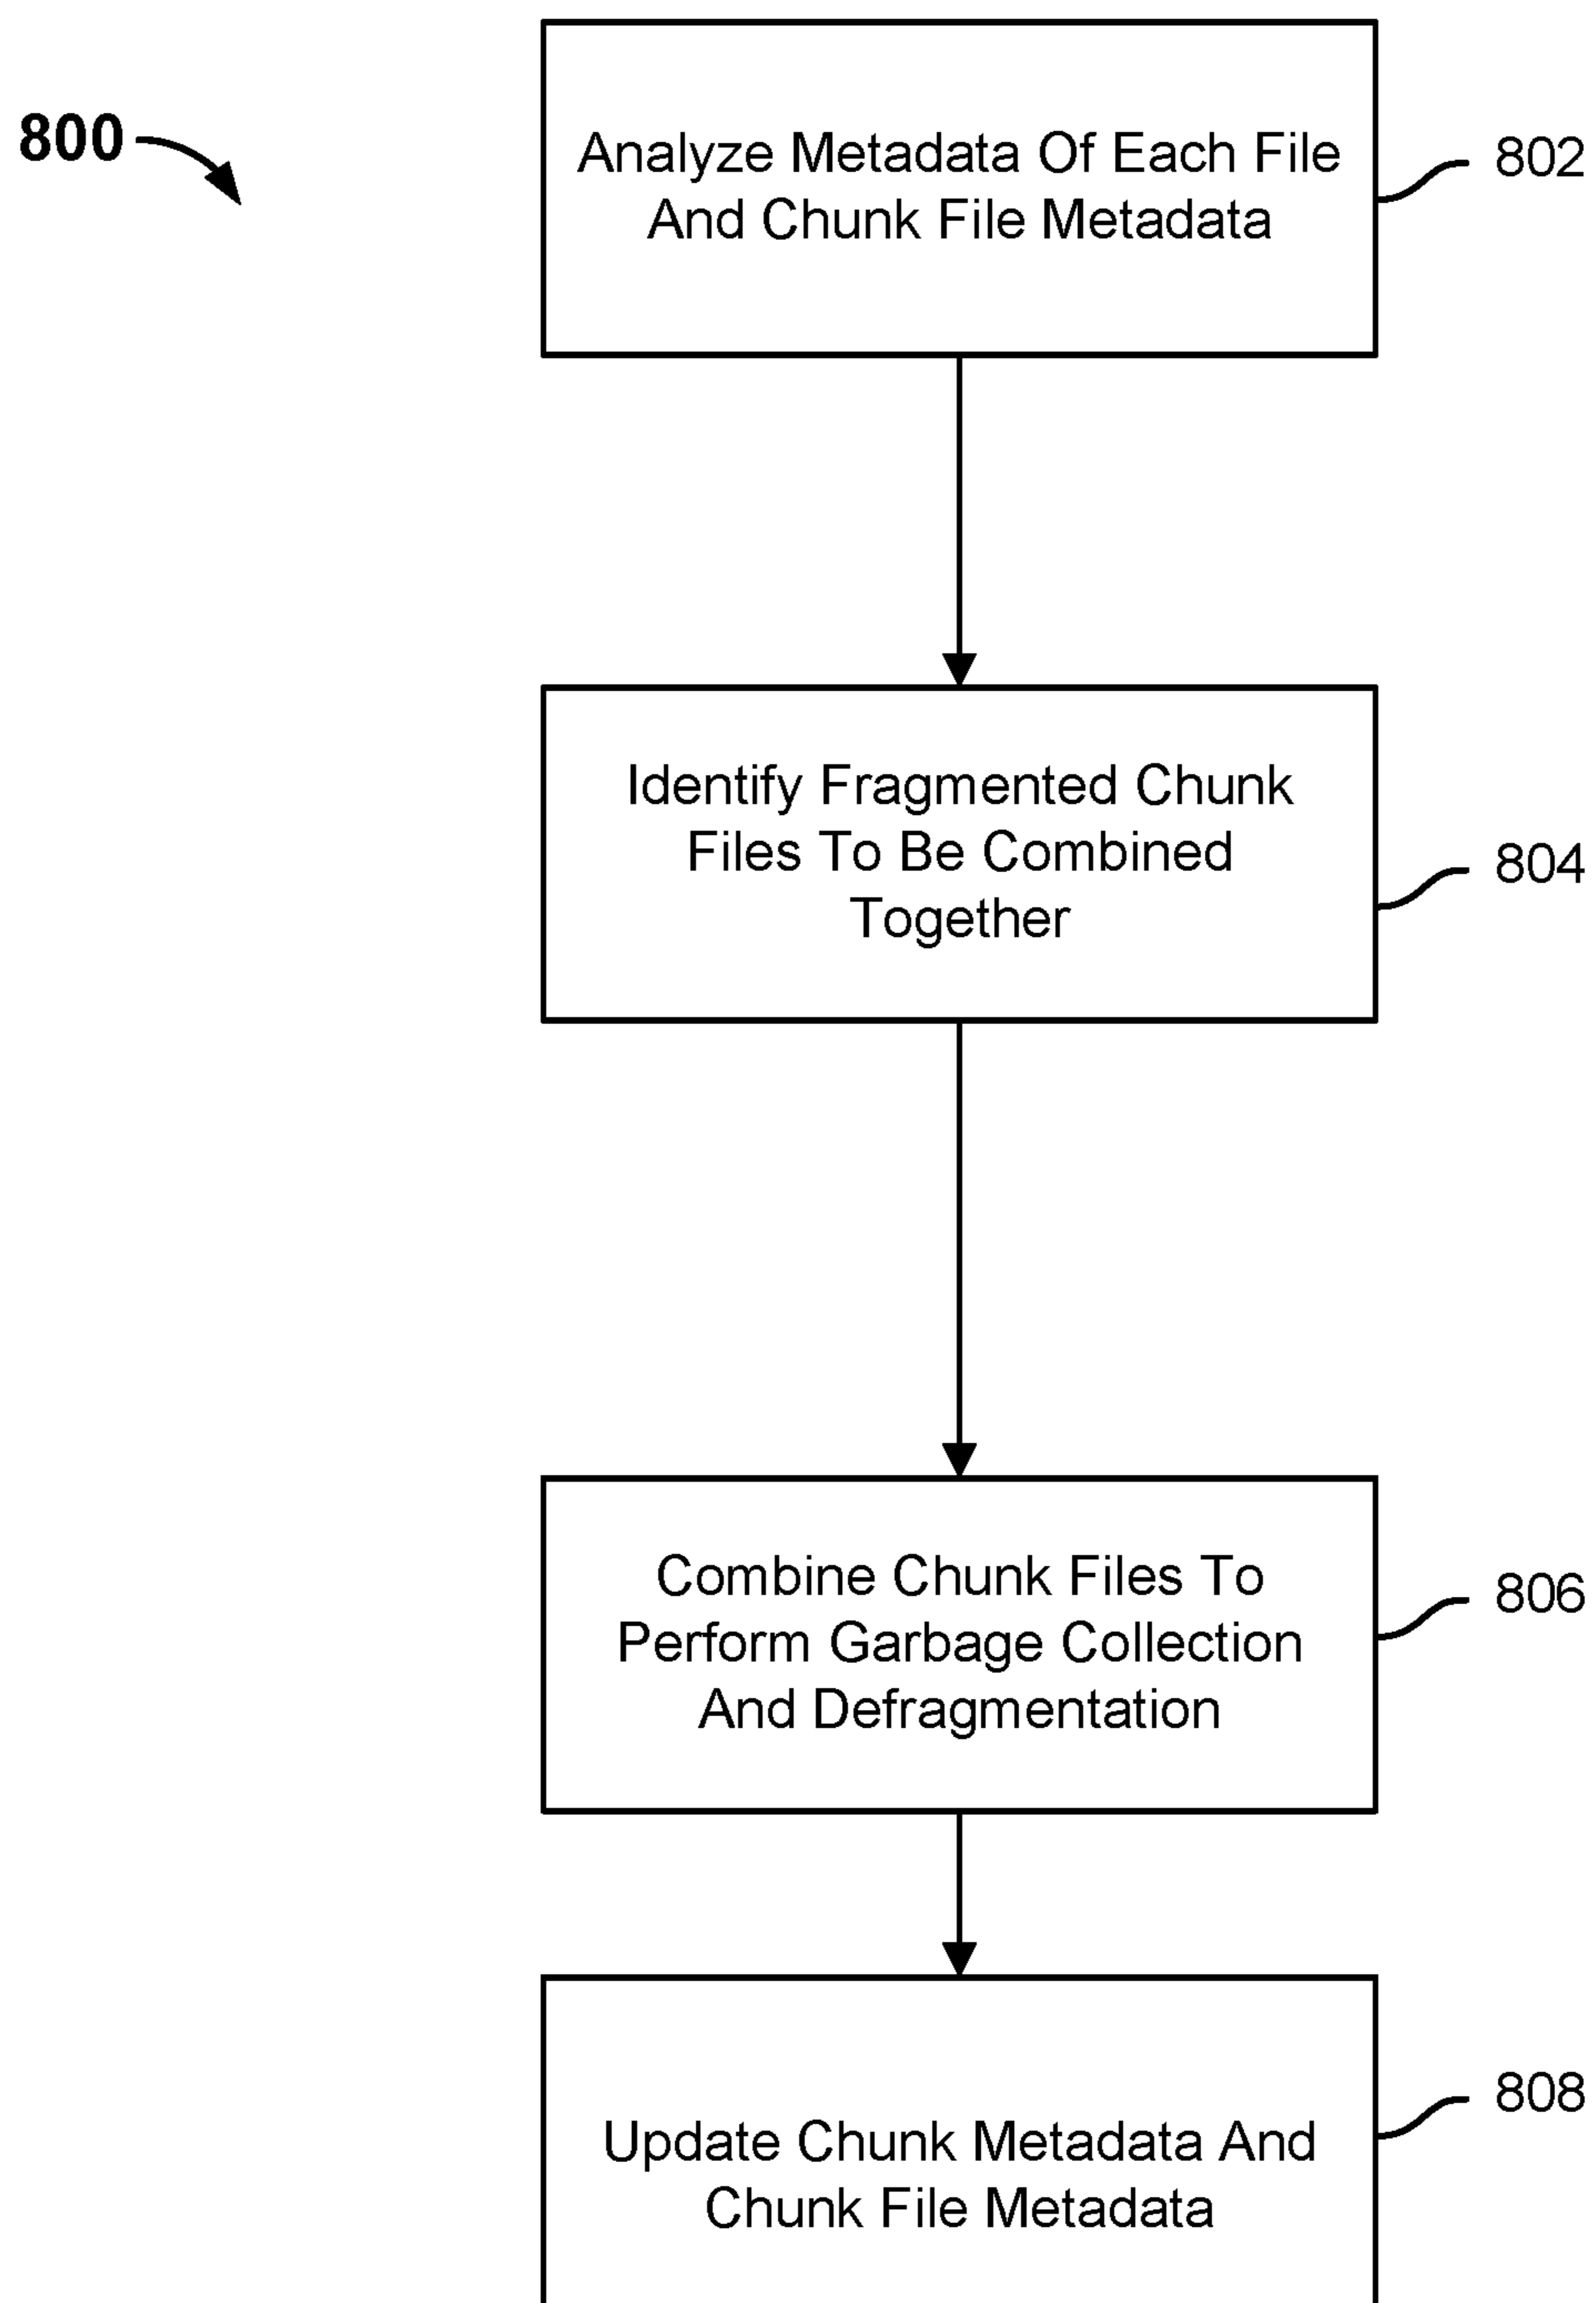 800
Analyze Metadata Of Each File
And Chunk File Metadata
802
Identify Fragmented Chunk
Files To Be Combined
Together
804
Combine Chunk Files To
Perform Garbage Collection
And Defragmentation
806
Update Chunk Metadata And
Chunk File Metadata
808